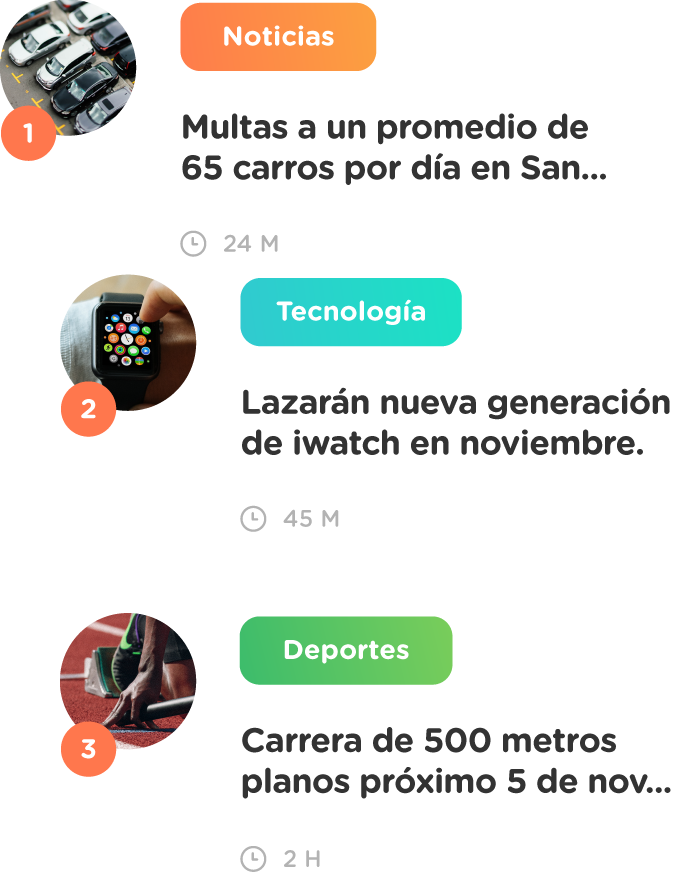 Noticias
1
Multas a un promedio de
65 carros por día en San...
24 M
Tecnología
2
Lazarán nueva generación
de iwatch en noviembre.
45 M
Deportes
3
Carrera de 500 metros
planos próximo 5 de nov...
2 H